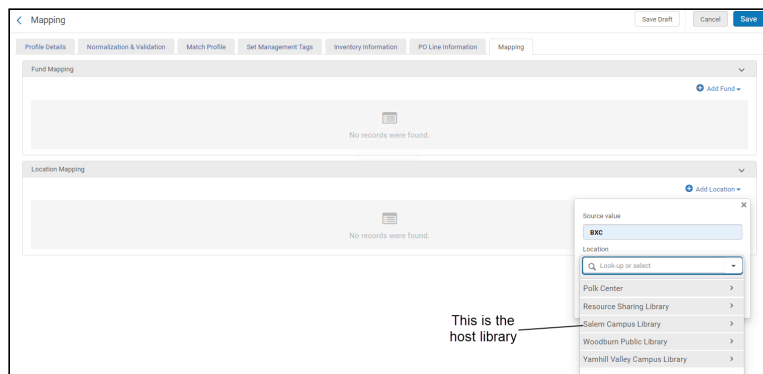 Mapping
Save Draft
Cancel
Save
Profile Details
Normalization & Validation
Match Profile
Set Management Tags
Inventory Information
PO Line Information
Mapping
Fund Mapping
Add Fund
No records were found.
Location Mapping
Add Location
No records were found.
Source value
BXC
Location
Look-up or select
Polk Center
Resource Sharing Library
Salem Campus Library
Woodburn Public Library
Yamhill Valley Campus Library
This is the
host library